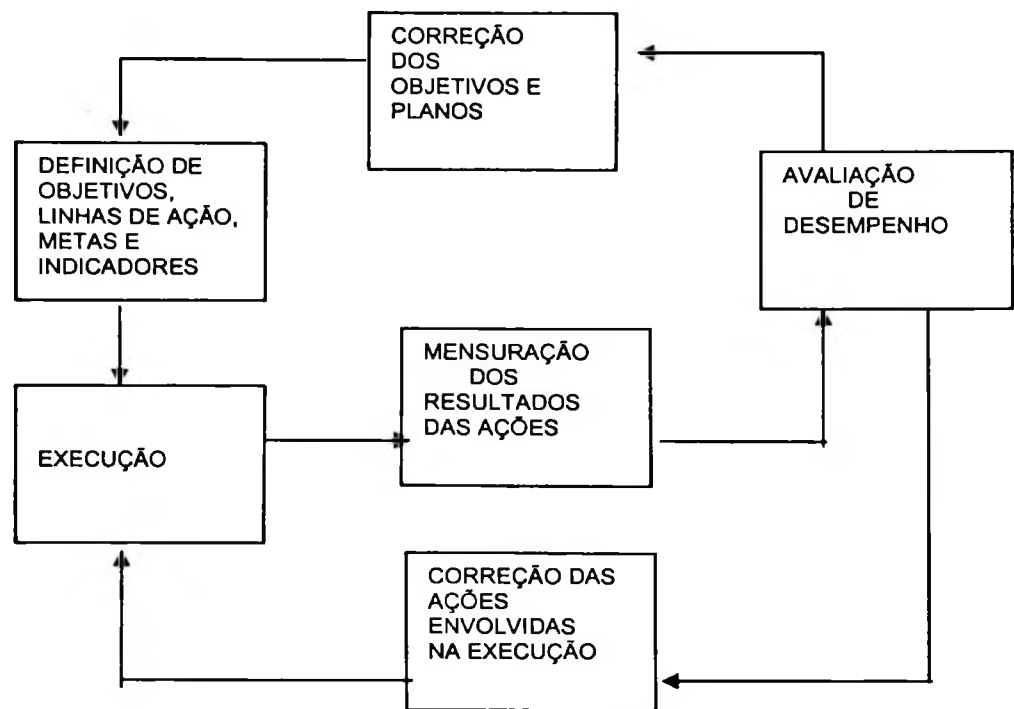 CORREÇÃO
DOS
OBJETIVOS E
PLANOS
DEFINIÇÃO DE
OBJETIVOS,
LINHAS DE AÇÃO,
METAS E
INDICADORES
AVALIAÇÃO
DE
DESEMPENHO
MENSURAÇÃO
DOS
RESULTADOS
DAS AÇÕES
EXECUÇÃO
CORREÇÃO DAS
AÇÕES
ENVOLVIDAS
NA EXECUÇÃO